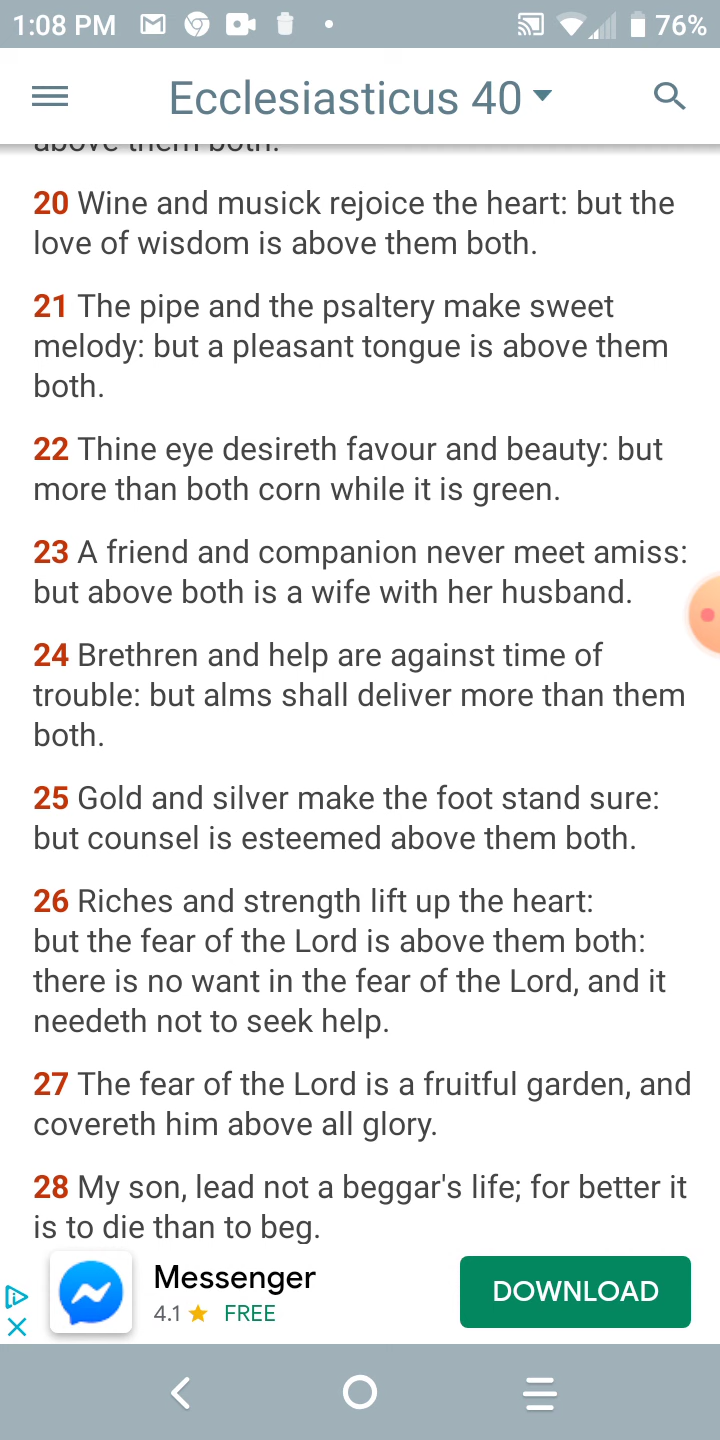 1:08 PM
76%
Ecclesiasticus 40
above them both.
20 Wine and musick rejoice the heart: but the
love of wisdom is above them both.
21 The pipe and the psaltery make sweet
melody: but a pleasant tongue is above them
both.
22 Thine eye desireth favour and beauty: but
more than both corn while it is green.
23 A friend and companion never meet amiss:
but above both is a wife with her husband.
24 Brethren and help are against time of
trouble: but alms shall deliver more than them
both.
25 Gold and silver make the foot stand sure:
but counsel is esteemed above them both.
26 Riches and strength lift up the heart:
but the fear of the Lord is above them both:
there is no want in the fear of the Lord, and it
needeth not to seek help.
27 The fear of the Lord is a fruitful garden, and
covereth him above all glory.
28 My son, lead not a beggar's life; for better it
is to die than to beg.
Messenger
4.1 FREE
DOWNLOAD